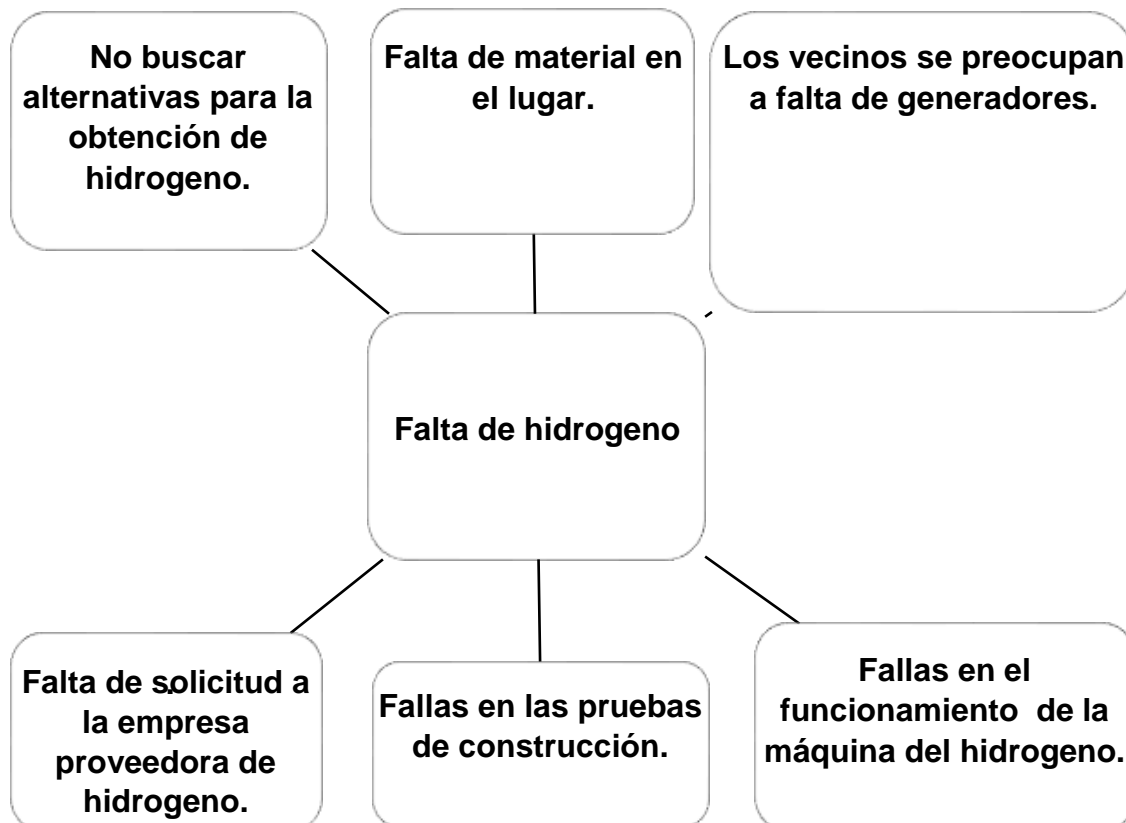 No buscar
alternativas para la
obtención de
hidrogeno.
Falta de material en
el lugar.
Los vecinos se preocupan
a falta de generadores.
Falta de hidrogeno
Falta de solicitud a
la empresa
proveedora de
hidrogeno.
Fallas en las pruebas
de construcción.
Fallas en el
funcionamiento  de la
máquina del hidrogeno.